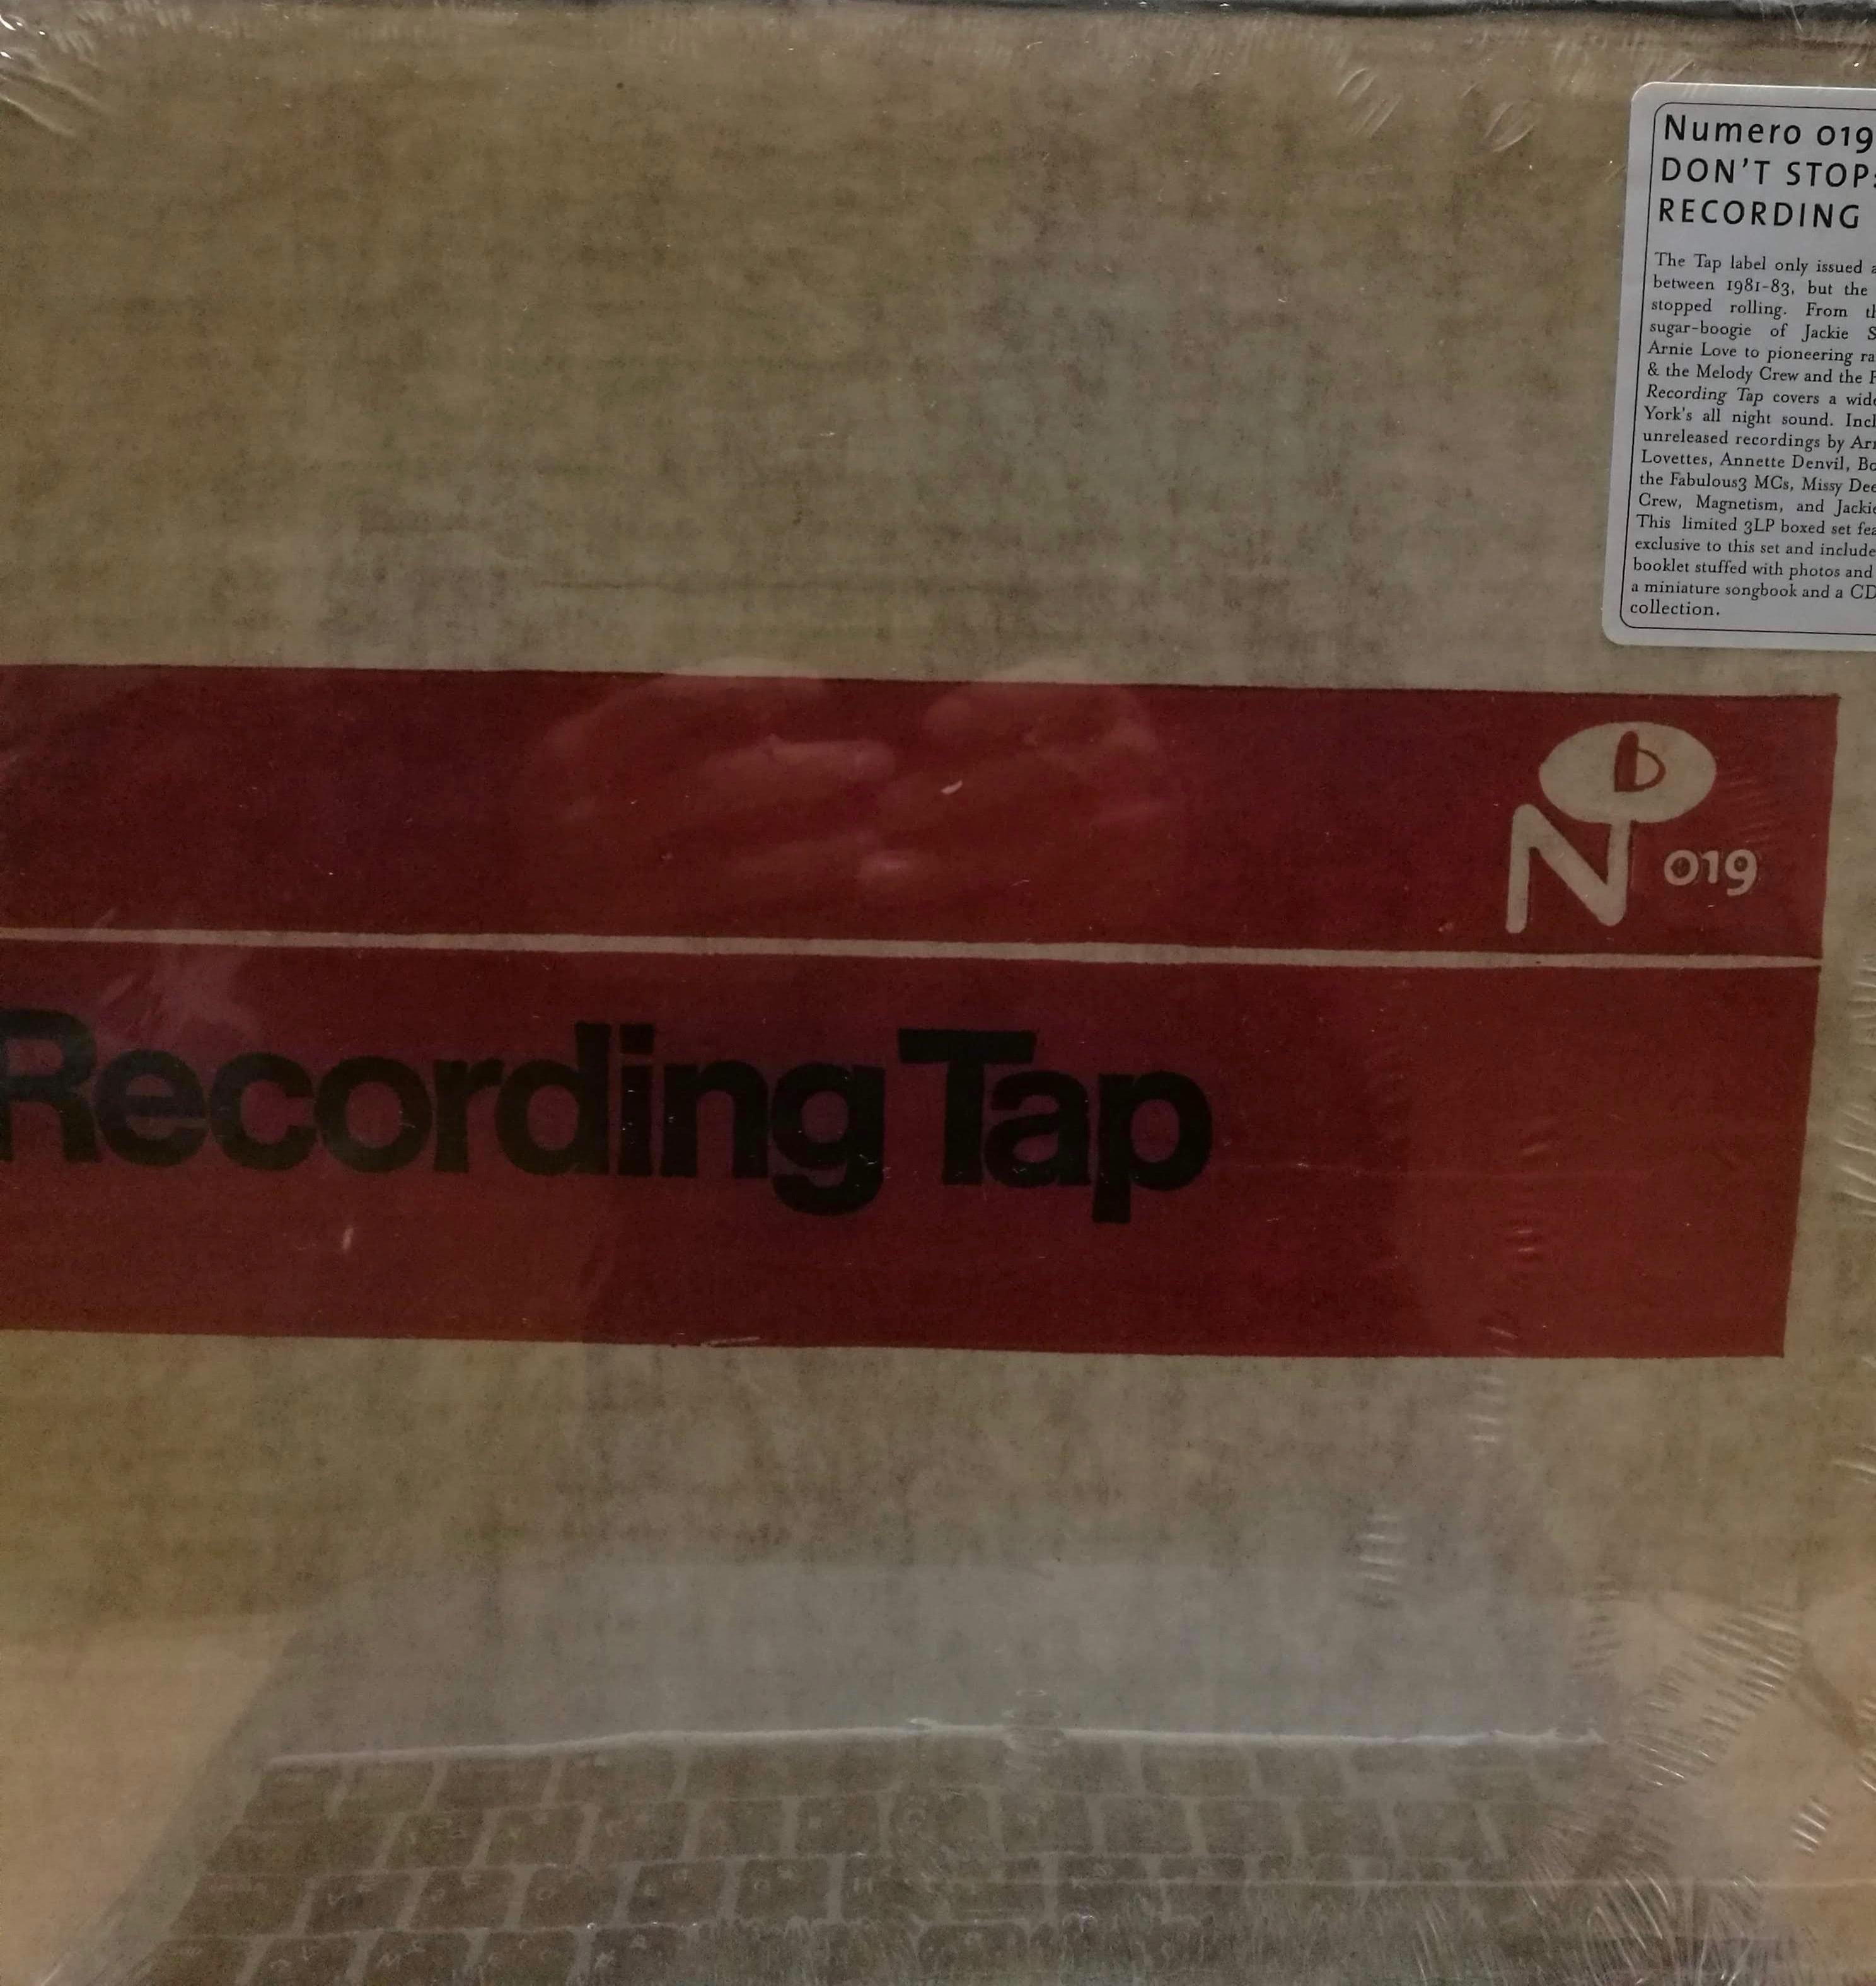 Numero 019
DON'T STOP:
RECORDING
The Tap label only issued
between 1981-83, but the
stopped rolling. From
sugar-boogie of Jackie
Arnie Love to pioneering
& the Melody Crew and the
Recording Tap covers a
York's all night sound.
unreleased recordings by
Lovettes, Annette Denvil,
the Fabulous3 MCs, Missy Dee
Crew, Magnetism, and
This limited 3LP boxed set
exclusive to this set and
booklet stuffed with photos and
a miniature songbook and a CD
collection.
N
019
Recording Tap